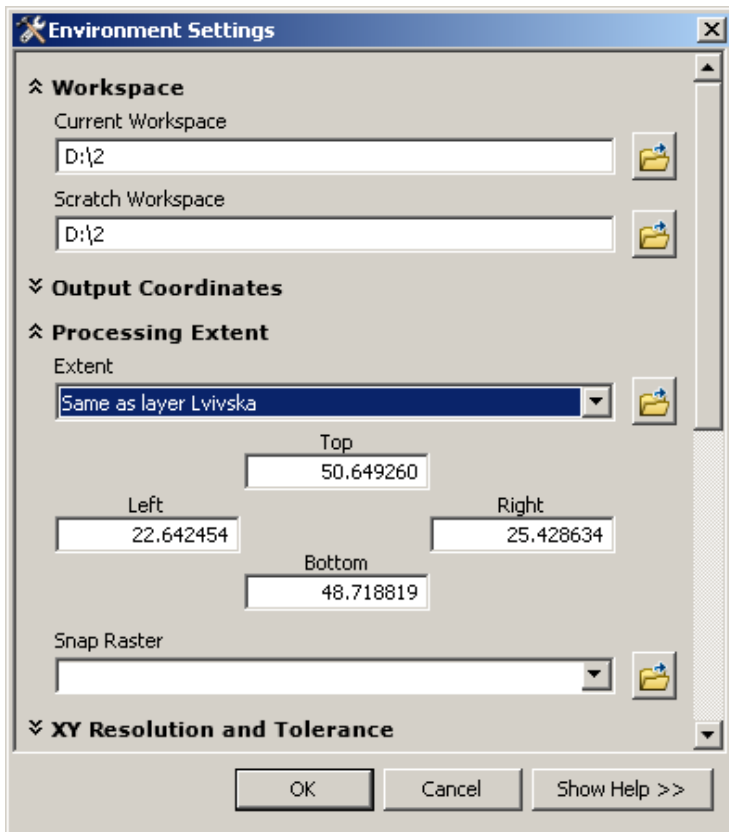 Environment Settings
Workspace
Current Workspace
D:\2
Scratch Workspace
D:\2
Output Coordinates
Processing Extent
Extent
Same as layer Lvivska
Top
50.649260
Left Right
22.642454 25.428634
Bottom
48.718819
Snap Raster
XY Resolution and Tolerance
OK Cancel Show Help >>